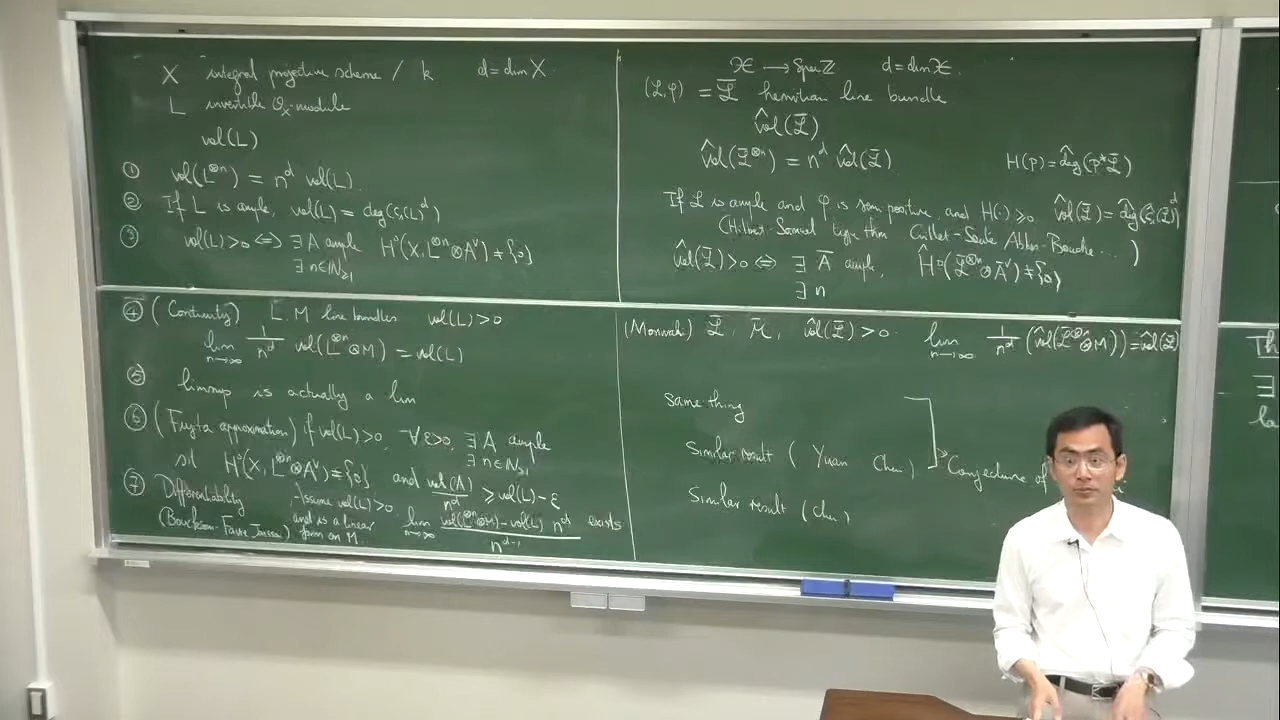 X integral projective scheme / k d = dim X
L invertible O_X-module
vol(L)
① vol(L^{⊗n}) = n^d vol(L).
② If L is ample, vol(L) = deg(c_1(L)^d)
③ vol(L)>0 ⇔ ∃ A ample H^0(X, L^{⊗n}⊗A^∨) ≠ {0}
∃ n∈ℕ_{≥1}
④ (Continuity) L, M line bundles vol(L)>0
lim_{n→∞} 1/n^d vol(L^{⊗n}⊗M) = vol(L)
⑤ limsup is actually a lim
⑥ (Fujita approximation) if vol(L)>0, ∀ε>0, ∃ A ample
∃ n∈ℕ_{≥1}
s.t H^0(X, L^{⊗n}⊗A^∨) ≠ {0} and vol(A)/n^d ≥ vol(L)-ε
⑦ Differentiability Assume vol(L)>0
(Boucksom-Favre-Jonsson) lim_{n→∞} (vol(L^{⊗n}⊗M) - vol(L) n^d)/n^{d-1} exists
and is a linear
form on M.
𝒳 → Spec ℤ d = dim 𝒳.
(ℒ,φ) = ℒ̄ hermitian line bundle
vol^(ℒ̄)
vol^(ℒ̄^{⊗n}) = n^d vol^(ℒ̄). H(P) = deg^(P^*ℒ̄)
If ℒ is ample and φ is semi positive, and H(·) ≥ 0 vol^(ℒ̄) = deg^(ĉ_1(ℒ̄)^d)
(Hilbert-Samuel type thm Gillet-Soulé Abbes-Bouche ... )
vol^(ℒ̄)>0 ⇔ ∃ Ā ample, Ĥ^0(ℒ̄^{⊗n}⊗Ā^∨) ≠ {0}
∃ n
(Moriwaki) ℒ̄, ℳ̄, vol^(ℒ̄)>0. lim_{n→∞} 1/n^d (vol^(ℒ̄^{⊗n}⊗M̄)) = vol^(ℒ̄)
same thing
Similar result ( Yuan Chen ) Conjecture of
Similar result (Chen)
Th
∃
la